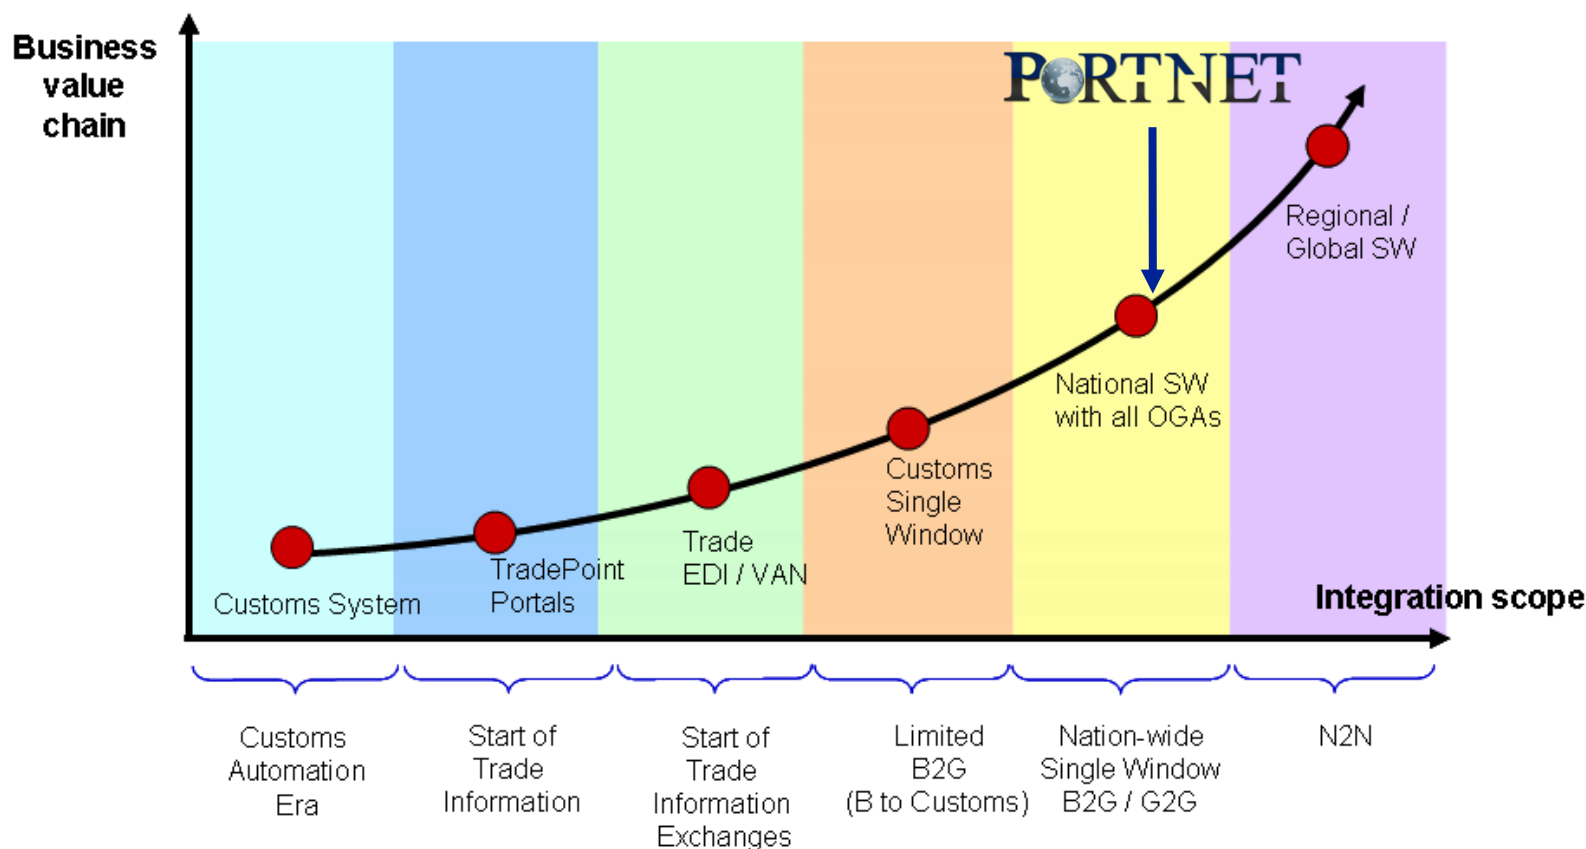 Business
value
chain
PORTNET
Regional /
Global SW
National SW
with all OGAs
Customs
Single
Window
Trade
EDI / VAN
TradePoint
Portals
Customs System
Integration scope
Customs
Automation
Era
Start of
Trade
Information
Start of
Trade
Information
Exchanges
Limited
B2G
(B to Customs)
Nation-wide
Single Window
B2G / G2G
N2N